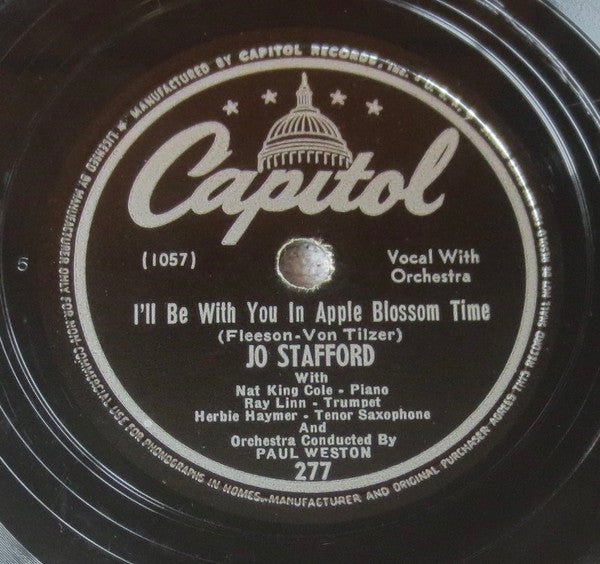 MANUFACTURED BY CAPITOL RECORDS, Inc. U.S.A.
Capitol
(1057)
Vocal With
Orchestra
5
I'll Be With You In Apple Blossom Time
(Fleeson-Von Tilzer)
JO STAFFORD
With
Nat King Cole - Piano
Ray Linn - Trumpet
Herbie Haymer - Tenor Saxophone
And
Orchestra Conducted By
PAUL WESTON
277
LICENSED BY MANUFACTURER ONLY FOR NON-COMMERCIAL USE FOR PHONOGRAPHS IN HOMES.-MANUFACTURER AND ORIGINAL PURCHASER AGREE THIS RECORD SHALL NOT BE RESOLD